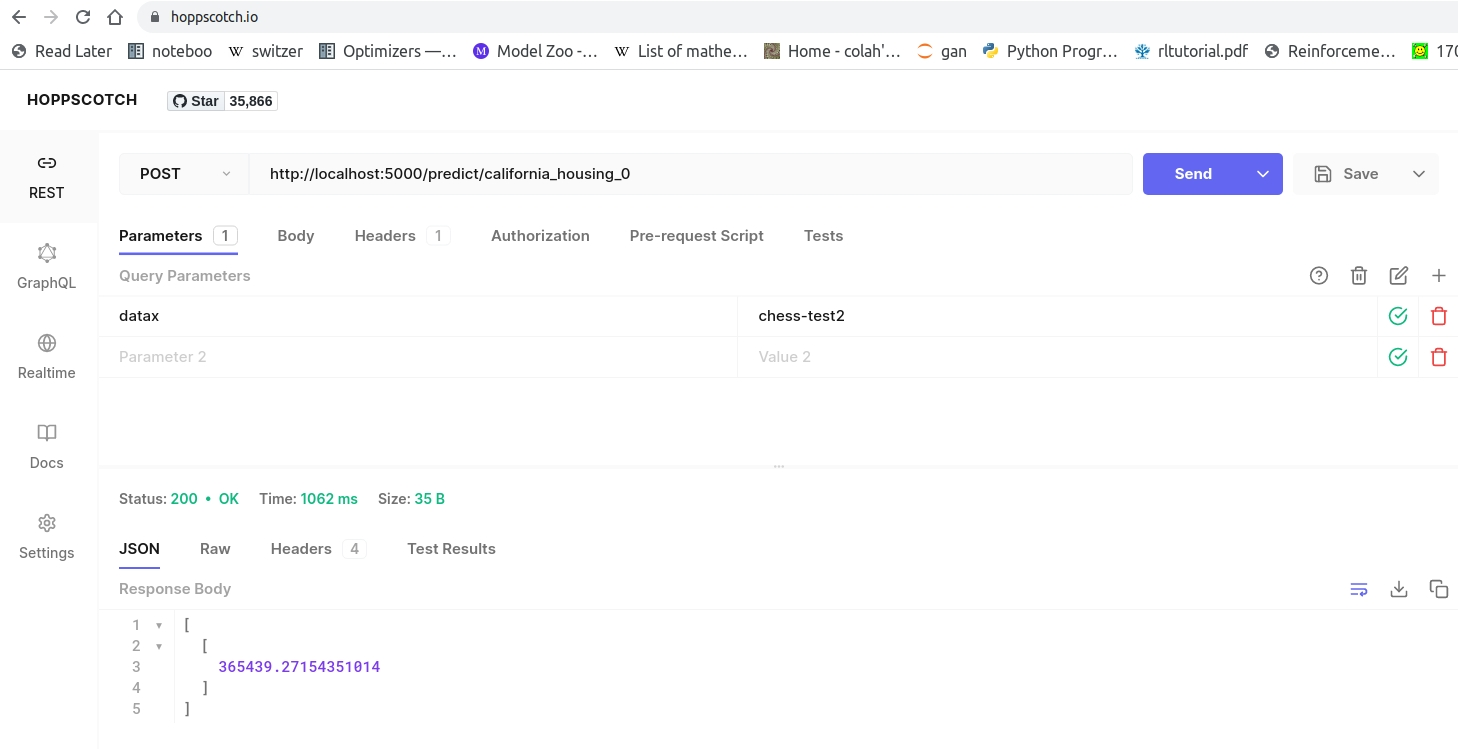 hoppscotch.io
Read Later noteboo switzer Optimizers —,... Model Zoo -... List of mathe... Home - colah'... gan Python Progr... rltutorial.pdf Reinforceme... 170
HOPPSCOTCH Star 35,866
REST
GraphQL
Realtime
Docs
Settings
POST http://localhost:5000/predict/california_housing_0 Send Save
Parameters 1 Body Headers 1 Authorization Pre-request Script Tests
Query Parameters
datax chess-test2
Parameter 2 Value 2
Status: 200 • OK Time: 1062 ms Size: 35 B
JSON Raw Headers 4 Test Results
Response Body
1 [
2 [
3 365439.27154351014
4 ]
5 ]